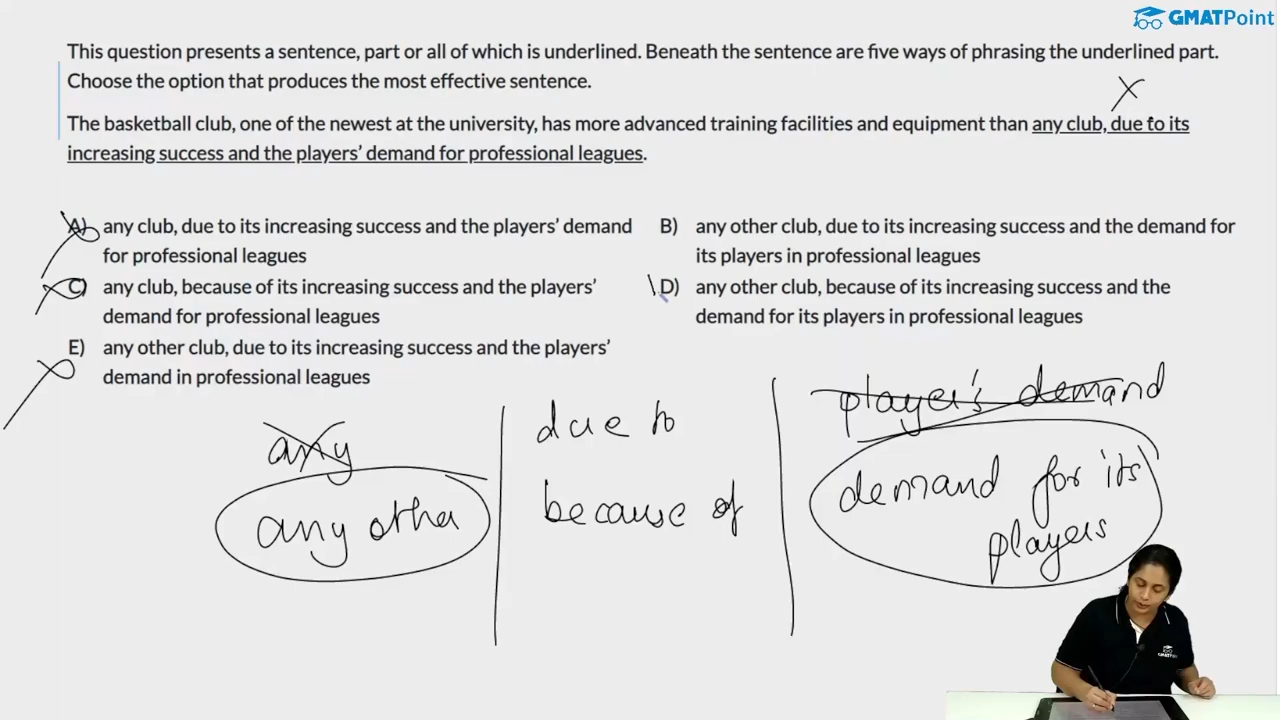 GMATPoint
This question presents a sentence, part or all of which is underlined. Beneath the sentence are five ways of phrasing the underlined part.
Choose the option that produces the most effective sentence.
The basketball club, one of the newest at the university, has more advanced training facilities and equipment than any club, due to its
increasing success and the players' demand for professional leagues.
A) any club, due to its increasing success and the players' demand
for professional leagues
B) any other club, due to its increasing success and the demand for
its players in professional leagues
C) any club, because of its increasing success and the players'
demand for professional leagues
D) any other club, because of its increasing success and the
demand for its players in professional leagues
E) any other club, due to its increasing success and the players'
demand in professional leagues
any
any other
due to
because of
player's demand
demand for its
players
GMATPoint